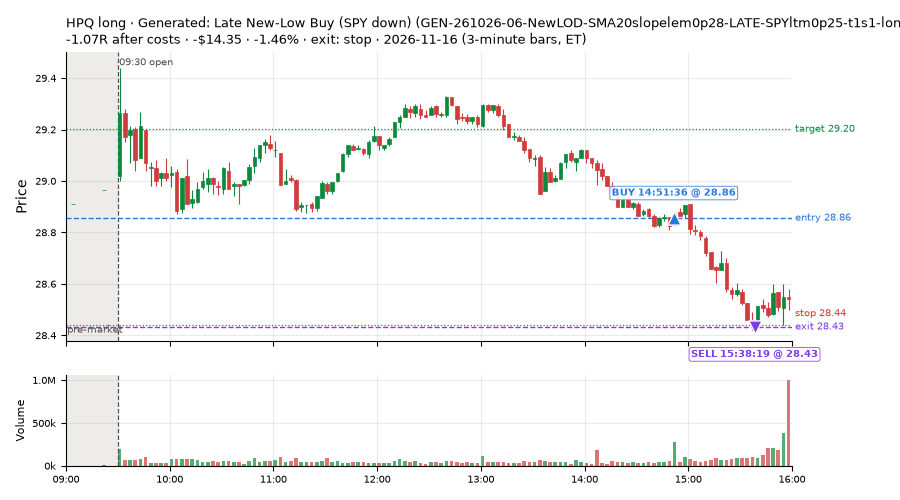 HPQ long · Generated: Late New-Low Buy (SPY down) (GEN-261026-06-NewLOD-SMA20slopelem0p28-LATE-SPYltm0p25-t1s1-lon
-1.07R after costs · -$14.35 · -1.46% · exit: stop · 2026-11-16 (3-minute bars, ET)
09:30 open
29.4
29.2
29.0
28.8
28.6
28.4
Price
target 29.20
BUY 14:51:36 @ 28.86
entry 28.86
stop 28.44
exit 28.43
pre-market
SELL 15:38:19 @ 28.43
1.0M
500k
0k
Volume
09:00 10:00 11:00 12:00 13:00 14:00 15:00 16:00